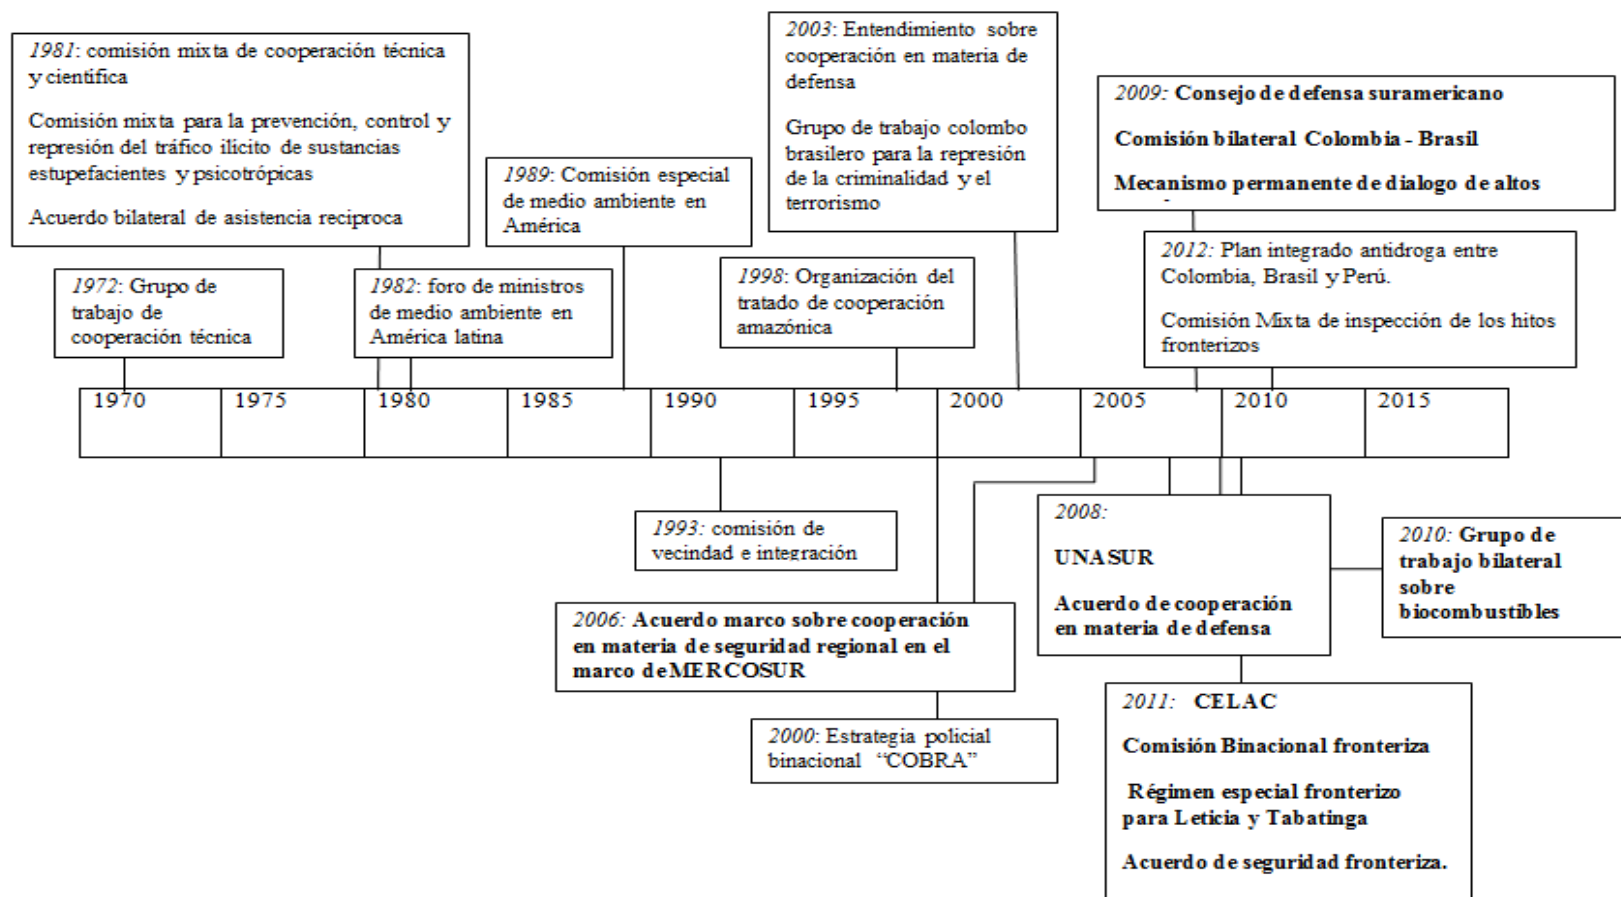 1981: comisión mixta de cooperación técnica
y científica
Comisión mixta para la prevención, control y
represión del tráfico ilícito de sustancias
estupefacientes y psicotrópicas
Acuerdo bilateral de asistencia reciproca
1972: Grupo de
trabajo de
cooperación técnica
1982: foro de ministros
de medio ambiente en
América latina
1989: Comisión especial
de medio ambiente en
América
1998: Organización del
tratado de cooperación
amazónica
2003: Entendimiento sobre
cooperación en materia de
defensa
Grupo de trabajo colombo
brasilero para la represión
de la criminalidad y el
terrorismo
2009: Consejo de defensa suramericano
Comisión bilateral Colombia - Brasil
Mecanismo permanente de dialogo de altos
2012: Plan integrado antidroga entre
Colombia, Brasil y Perú.
Comisión Mixta de inspección de los hitos
fronterizos
1970 1975 1980 1985 1990 1995 2000 2005 2010 2015
1993: comisión de
vecindad e integración
2006: Acuerdo marco sobre cooperación
en materia de seguridad regional en el
marco de MERCOSUR
2000: Estrategia policial
binacional “COBRA”
2008:
UNASUR
Acuerdo de cooperación
en materia de defensa
2010: Grupo de
trabajo bilateral
sobre
biocombustibles
2011: CELAC
Comisión Binacional fronteriza
Régimen especial fronterizo
para Leticia y Tabatinga
Acuerdo de seguridad fronteriza.